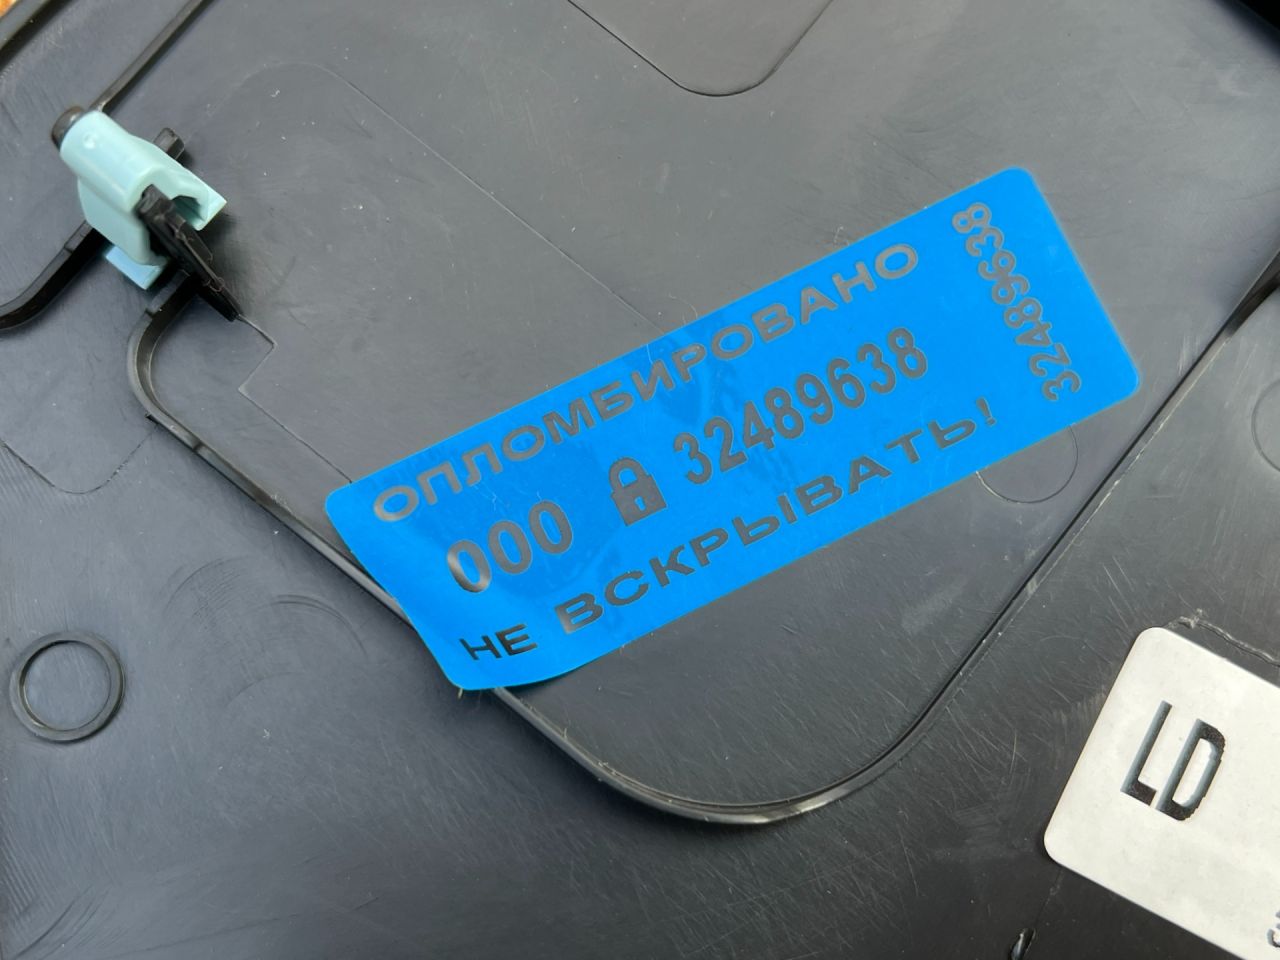 ОПЛОМБИРОВАНО
000 32489638
НЕ ВСКРЫВАТЬ!
32489638
LD